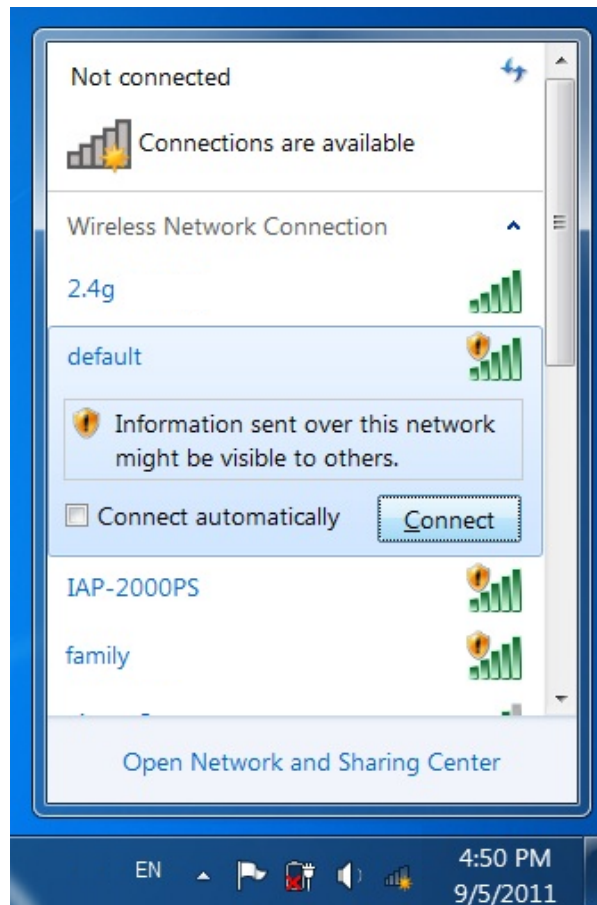 Not connected
Connections are available
Wireless Network Connection
2.4g
default
Information sent over this network
might be visible to others.
Connect automatically
Connect
IAP-2000PS
family
Open Network and Sharing Center
EN
4:50 PM
9/5/2011